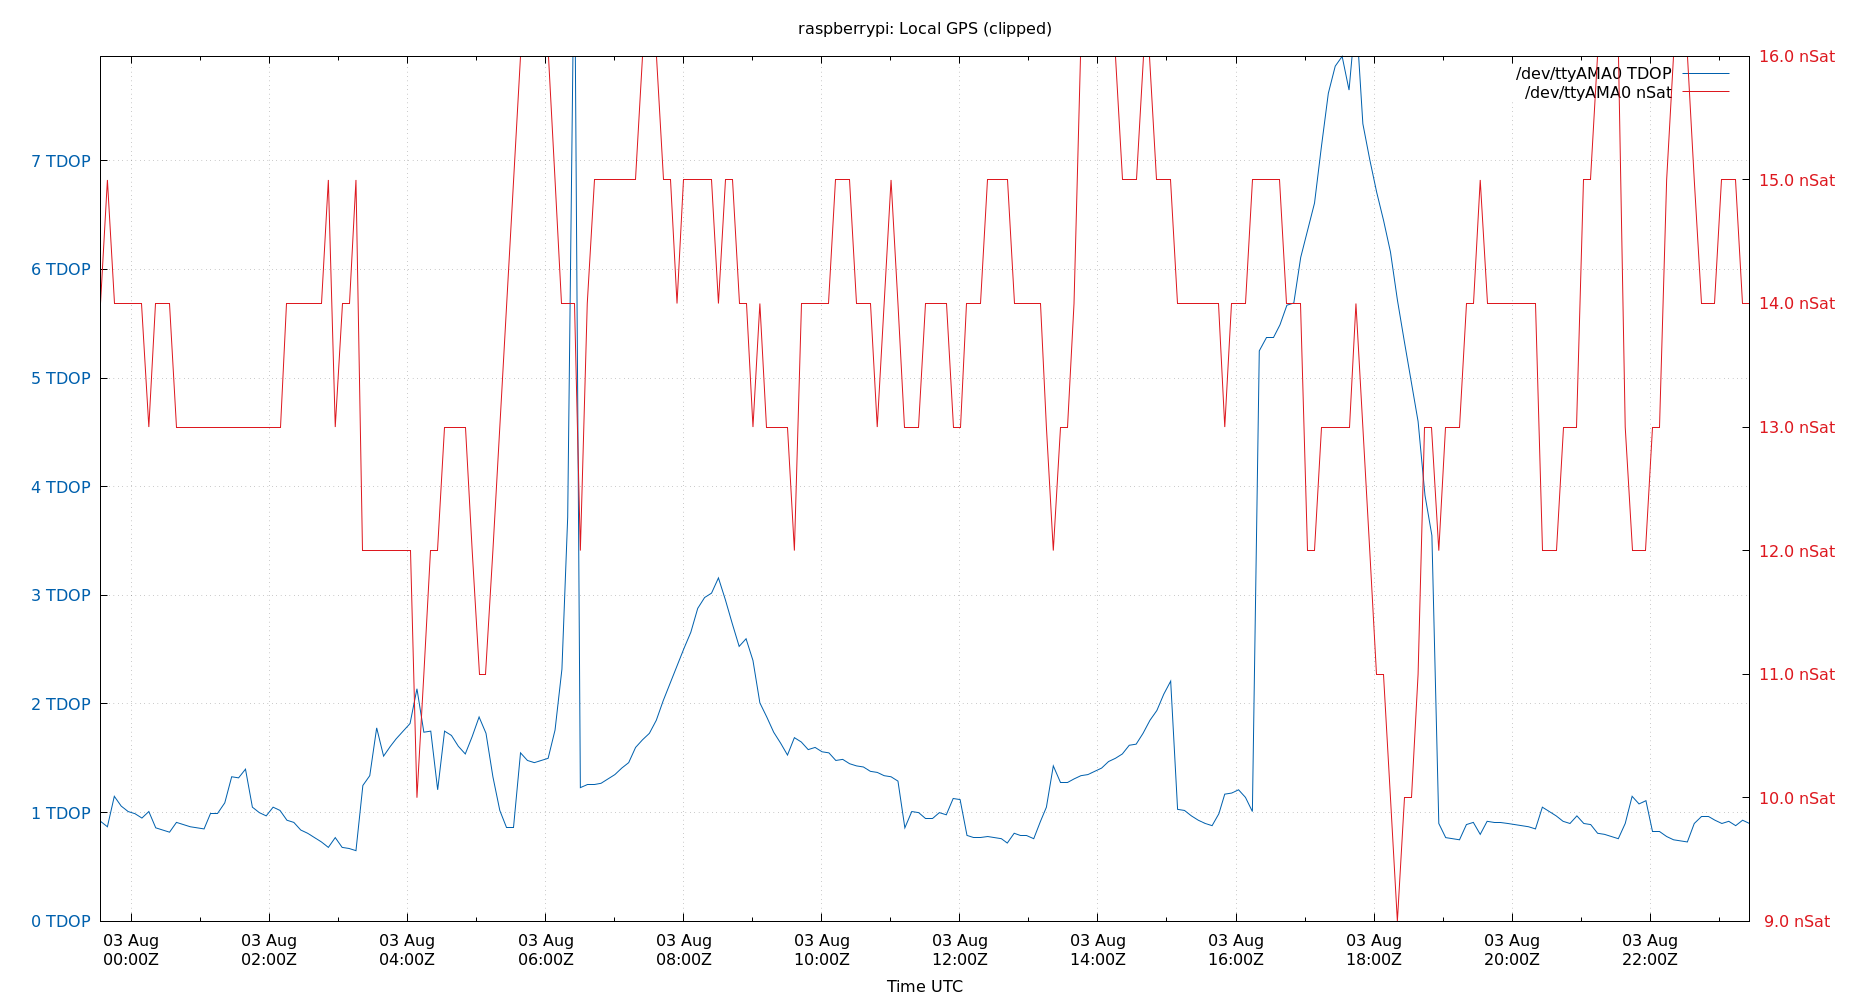 raspberrypi: Local GPS (clipped)
16.0 nSat
/dev/ttyAMA0 TDOP
/dev/ttyAMA0 nSat
7 TDOP
15.0 nSat
6 TDOP
14.0 nSat
5 TDOP
13.0 nSat
4 TDOP
12.0 nSat
3 TDOP
11.0 nSat
2 TDOP
10.0 nSat
1 TDOP
0 TDOP
9.0 nSat
03 Aug 03 Aug 03 Aug 03 Aug 03 Aug 03 Aug 03 Aug 03 Aug 03 Aug 03 Aug 03 Aug 03 Aug
00:00Z 02:00Z 04:00Z 06:00Z 08:00Z 10:00Z 12:00Z 14:00Z 16:00Z 18:00Z 20:00Z 22:00Z
Time UTC